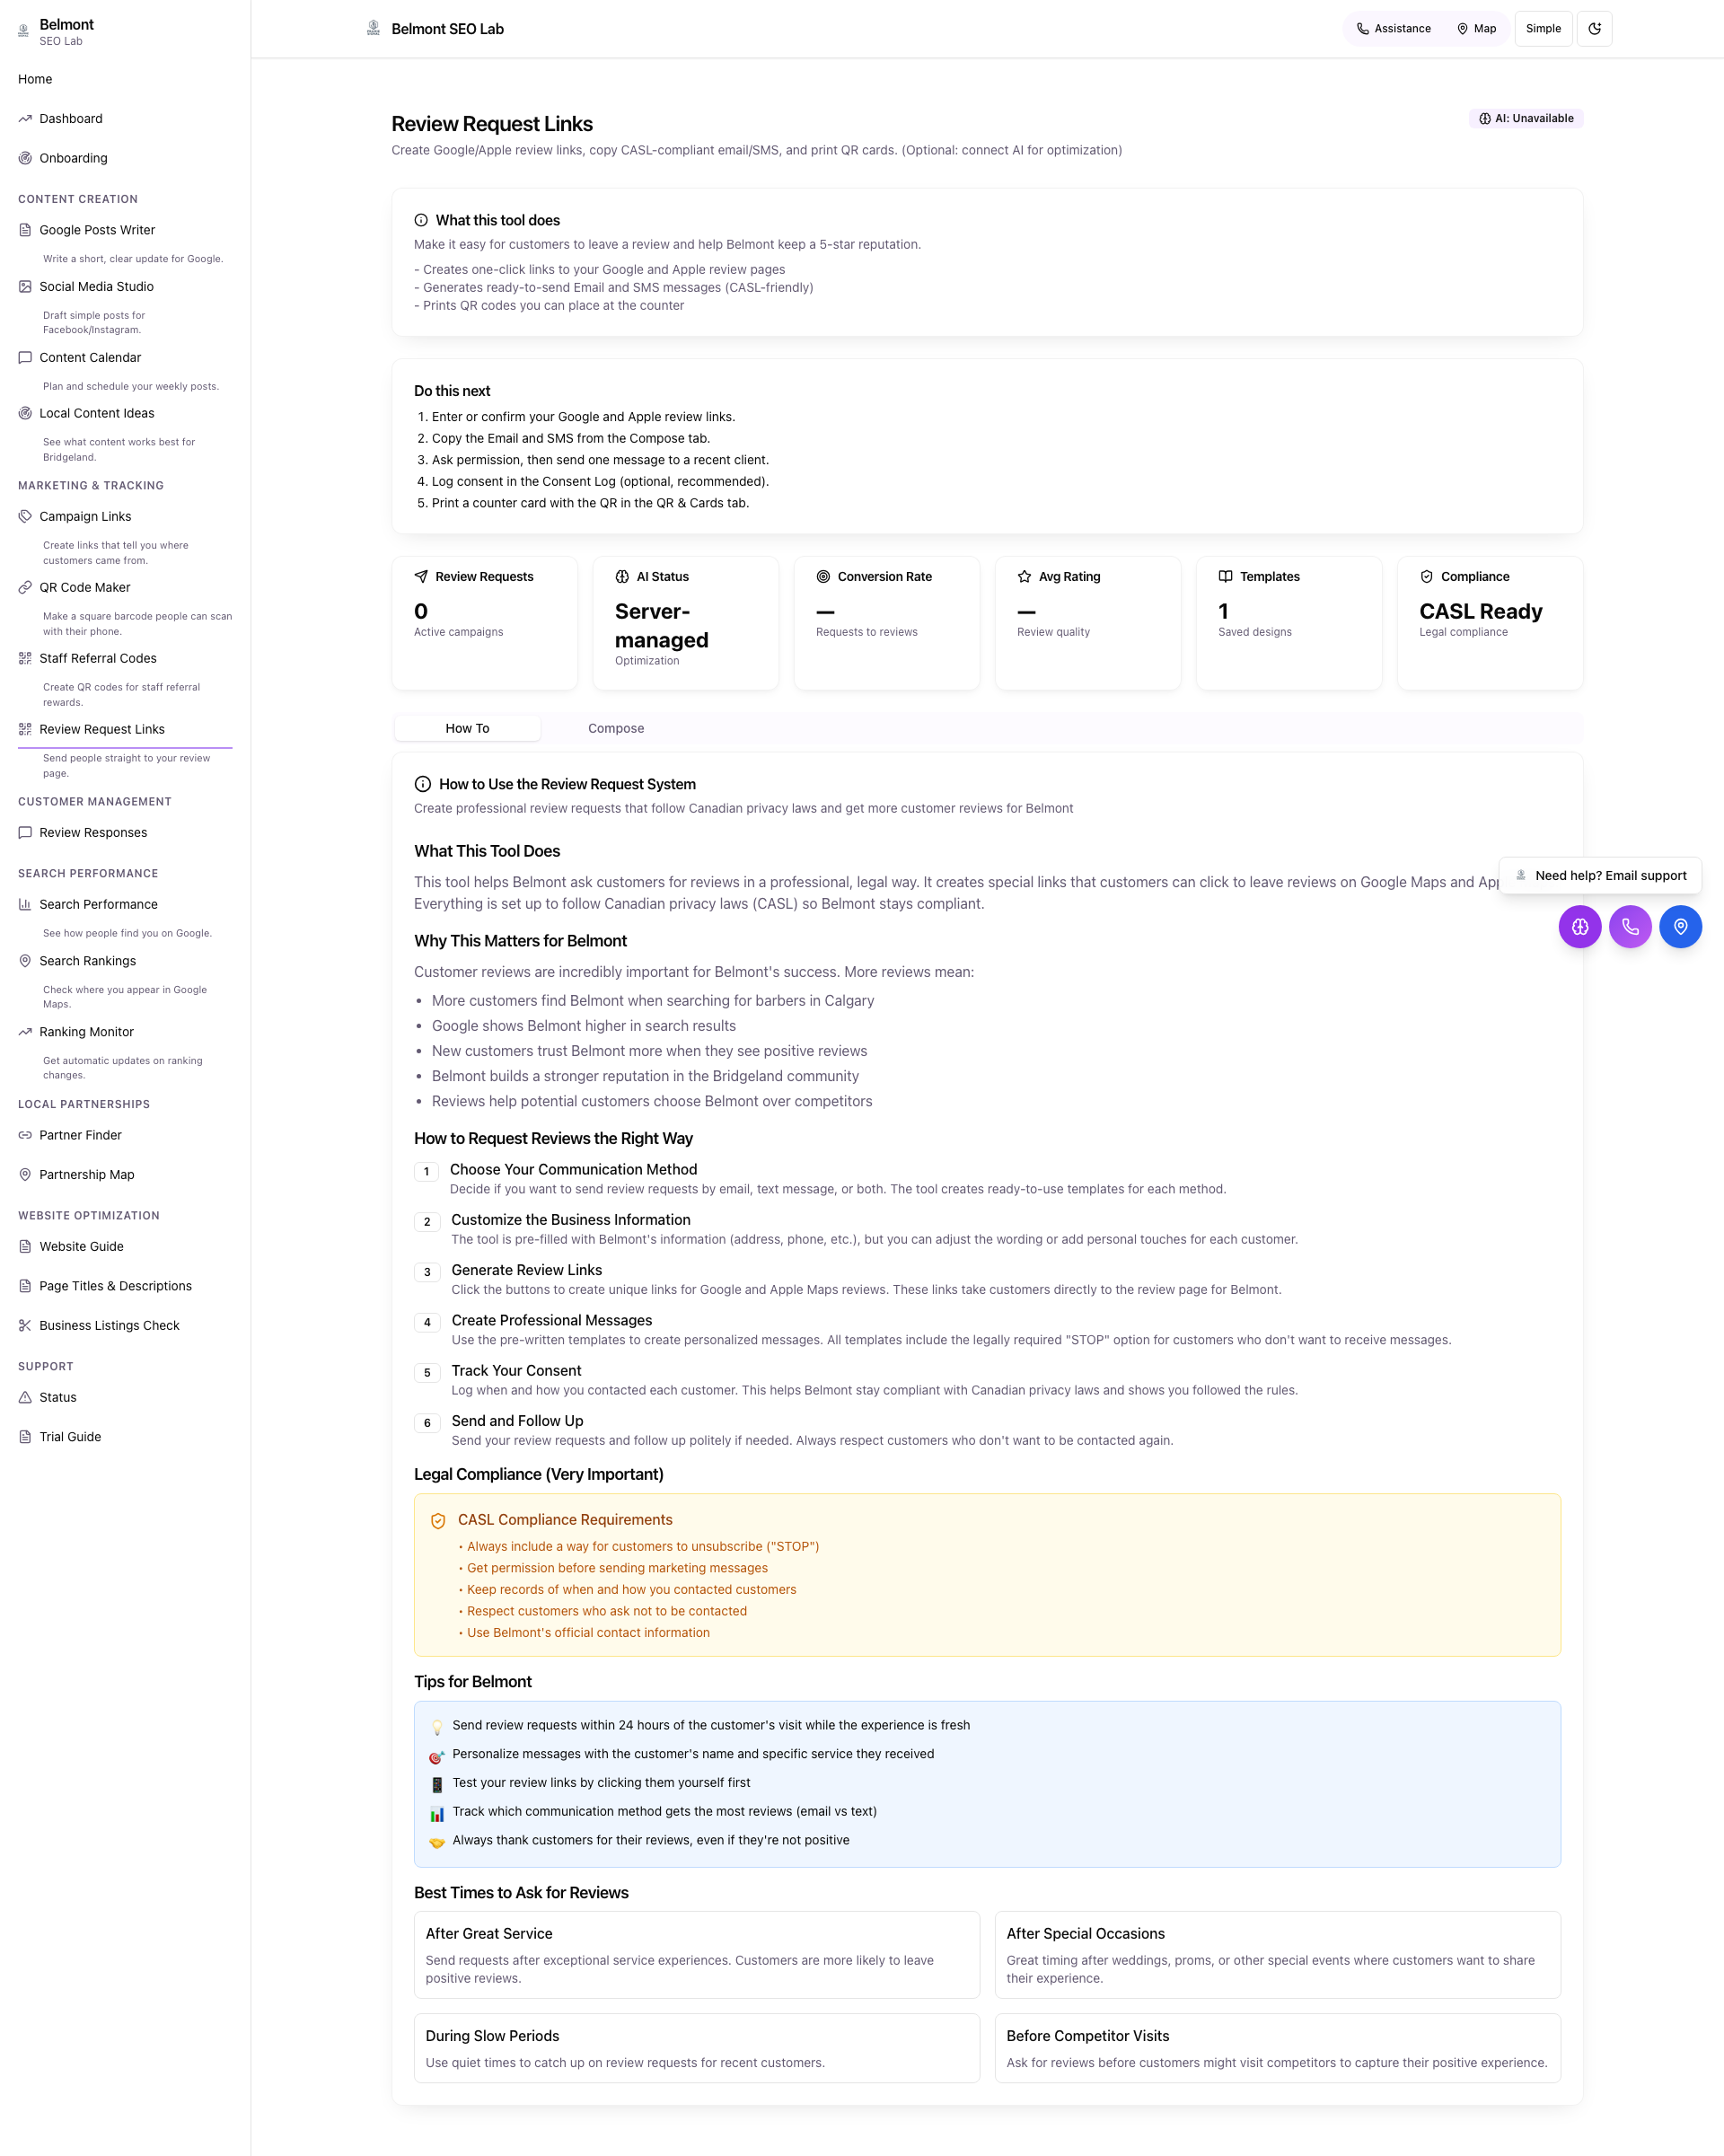 Belmont
SEO Lab
Home
Dashboard
Onboarding
CONTENT CREATION
Google Posts Writer
Write a short, clear update for Google.
Social Media Studio
Draft simple posts for
Facebook/Instagram.
Content Calendar
Plan and schedule your weekly posts.
Local Content Ideas
See what content works best for
Bridgeland.
MARKETING & TRACKING
Campaign Links
Create links that tell you where
customers came from.
QR Code Maker
Make a square barcode people can scan
with their phone.
Staff Referral Codes
Create QR codes for staff referral
rewards.
Review Request Links
Send people straight to your review
page.
CUSTOMER MANAGEMENT
Review Responses
SEARCH PERFORMANCE
Search Performance
See how people find you on Google.
Search Rankings
Check where you appear in Google
Maps.
Ranking Monitor
Get automatic updates on ranking
changes.
LOCAL PARTNERSHIPS
Partner Finder
Partnership Map
WEBSITE OPTIMIZATION
Website Guide
Page Titles & Descriptions
Business Listings Check
SUPPORT
Status
Trial Guide
Belmont SEO Lab
Assistance
Map
Simple
Review Request Links
AI: Unavailable
Create Google/Apple review links, copy CASL-compliant email/SMS, and print QR cards. (Optional: connect AI for optimization)
What this tool does
Make it easy for customers to leave a review and help Belmont keep a 5-star reputation.
- Creates one-click links to your Google and Apple review pages
- Generates ready-to-send Email and SMS messages (CASL-friendly)
- Prints QR codes you can place at the counter
Do this next
1. Enter or confirm your Google and Apple review links.
2. Copy the Email and SMS from the Compose tab.
3. Ask permission, then send one message to a recent client.
4. Log consent in the Consent Log (optional, recommended).
5. Print a counter card with the QR in the QR & Cards tab.
Review Requests
0
Active campaigns
AI Status
Server-
managed
Optimization
Conversion Rate
—
Requests to reviews
Avg Rating
—
Review quality
Templates
1
Saved designs
Compliance
CASL Ready
Legal compliance
How To
Compose
How to Use the Review Request System
Create professional review requests that follow Canadian privacy laws and get more customer reviews for Belmont
What This Tool Does
This tool helps Belmont ask customers for reviews in a professional, legal way. It creates special links that customers can click to leave reviews on Google Maps and
Everything is set up to follow Canadian privacy laws (CASL) so Belmont stays compliant.
Need help? Email support
Why This Matters for Belmont
Customer reviews are incredibly important for Belmont's success. More reviews mean:
• More customers find Belmont when searching for barbers in Calgary
• Google shows Belmont higher in search results
• New customers trust Belmont more when they see positive reviews
• Belmont builds a stronger reputation in the Bridgeland community
• Reviews help potential customers choose Belmont over competitors
How to Request Reviews the Right Way
1 Choose Your Communication Method
Decide if you want to send review requests by email, text message, or both. The tool creates ready-to-use templates for each method.
2 Customize the Business Information
The tool is pre-filled with Belmont's information (address, phone, etc.), but you can adjust the wording or add personal touches for each customer.
3 Generate Review Links
Click the buttons to create unique links for Google and Apple Maps reviews. These links take customers directly to the review page for Belmont.
4 Create Professional Messages
Use the pre-written templates to create personalized messages. All templates include the legally required "STOP" option for customers who don't want to receive messages.
5 Track Your Consent
Log when and how you contacted each customer. This helps Belmont stay compliant with Canadian privacy laws and shows you followed the rules.
6 Send and Follow Up
Send your review requests and follow up politely if needed. Always respect customers who don't want to be contacted again.
Legal Compliance (Very Important)
CASL Compliance Requirements
• Always include a way for customers to unsubscribe ("STOP")
• Get permission before sending marketing messages
• Keep records of when and how you contacted customers
• Respect customers who ask not to be contacted
• Use Belmont's official contact information
Tips for Belmont
Send review requests within 24 hours of the customer's visit while the experience is fresh
Personalize messages with the customer's name and specific service they received
Test your review links by clicking them yourself first
Track which communication method gets the most reviews (email vs text)
Always thank customers for their reviews, even if they're not positive
Best Times to Ask for Reviews
After Great Service
Send requests after exceptional service experiences. Customers are more likely to leave
positive reviews.
After Special Occasions
Great timing after weddings, proms, or other special events where customers want to share
their experience.
During Slow Periods
Use quiet times to catch up on review requests for recent customers.
Before Competitor Visits
Ask for reviews before customers might visit competitors to capture their positive experience.